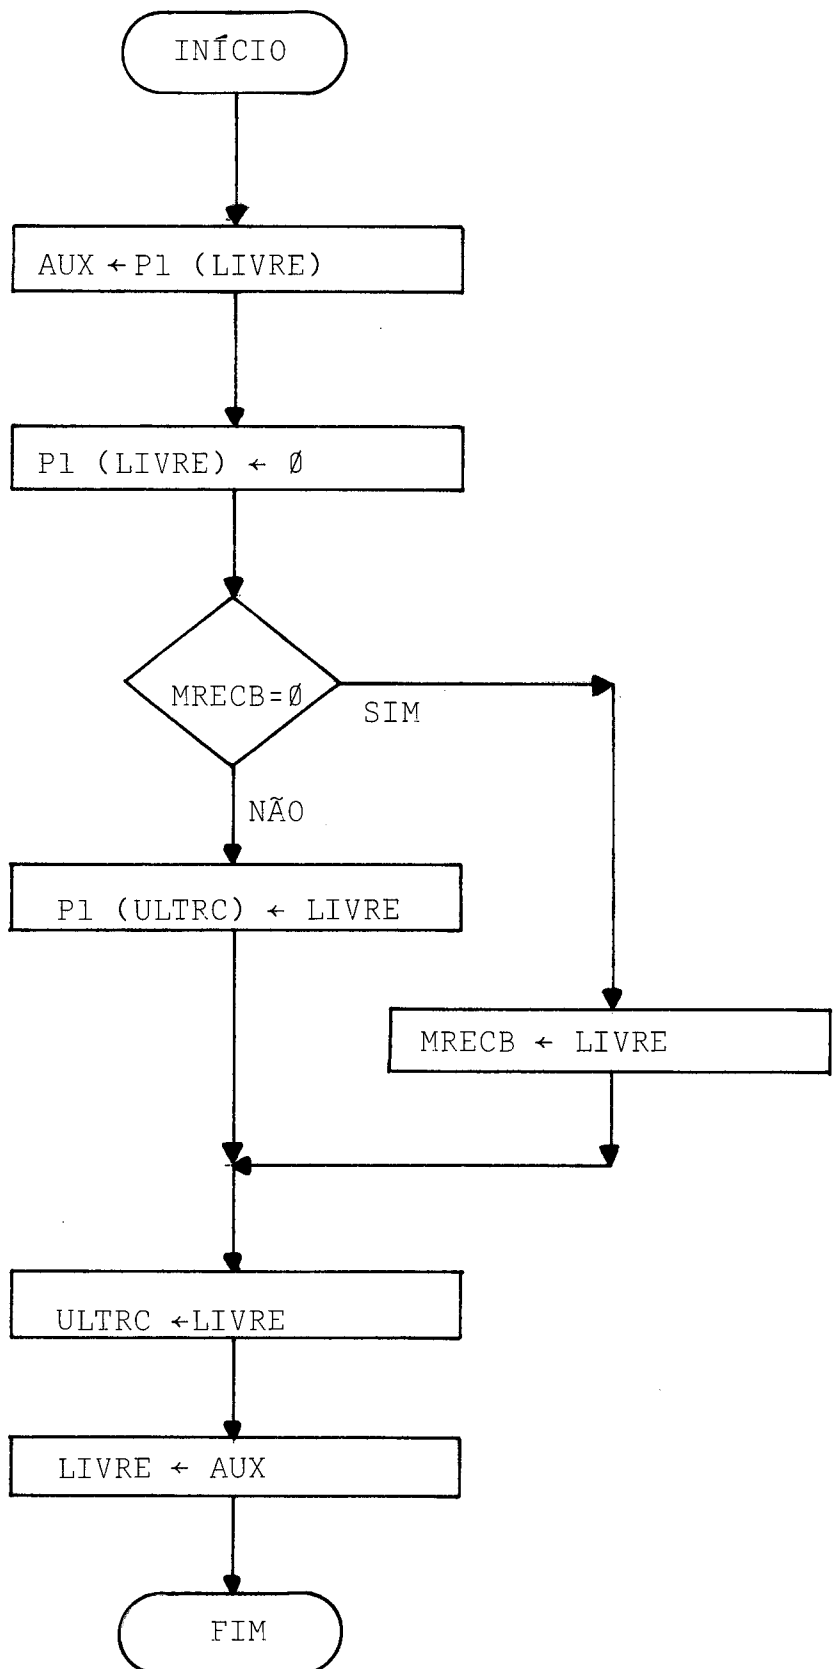 INÍCIO
AUX ← P1 (LIVRE)
P1 (LIVRE) ← Ø
MRECB=Ø
SIM
NÃO
P1 (ULTRC) ← LIVRE
MRECB ← LIVRE
ULTRC ←LIVRE
LIVRE ← AUX
FIM